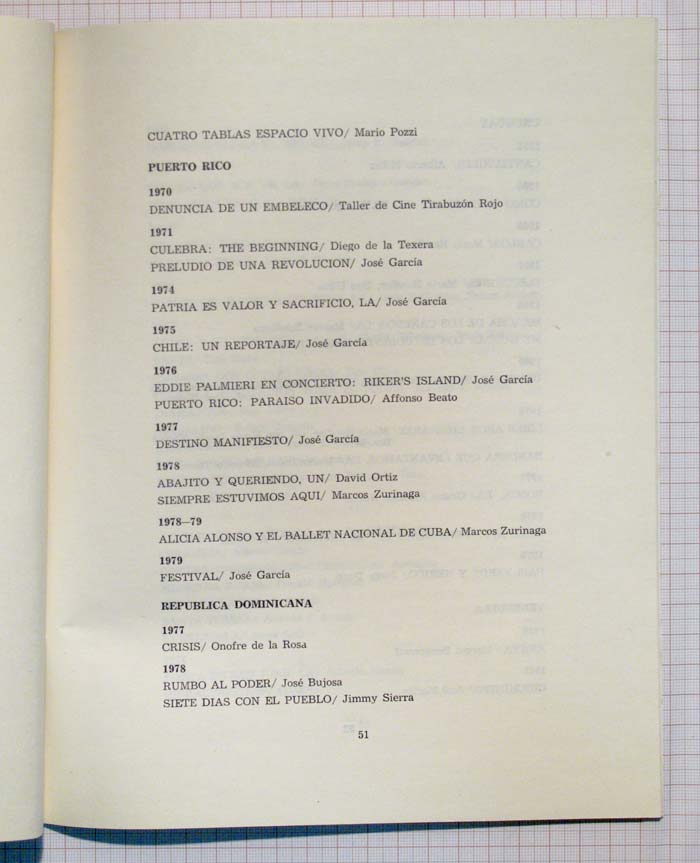 CUATRO TABLAS ESPACIO VIVO/ Mario Pozzi
PUERTO RICO
1970
DENUNCIA DE UN EMBELECO/ Taller de Cine Tirabuzón Rojo
1971
CULEBRA: THE BEGINNING/ Diego de la Texera
PRELUDIO DE UNA REVOLUCION/ José García
1974
PATRIA ES VALOR Y SACRIFICIO, LA/ José García
1975
CHILE: UN REPORTAJE/ José García
1976
EDDIE PALMIERI EN CONCIERTO: RIKER'S ISLAND/ José García
PUERTO RICO: PARAISO INVADIDO/ Affonso Beato
1977
DESTINO MANIFIESTO/ José García
1978
ABAJITO Y QUERIENDO, UN/ David Ortiz
SIEMPRE ESTUVIMOS AQUI/ Marcos Zurinaga
1978—79
ALICIA ALONSO Y EL BALLET NACIONAL DE CUBA/ Marcos Zurinaga
1979
FESTIVAL/ José García
REPUBLICA DOMINICANA
1977
CRISIS/ Onofre de la Rosa
1978
RUMBO AL PODER/ José Bujosa
SIETE DIAS CON EL PUEBLO/ Jimmy Sierra
51